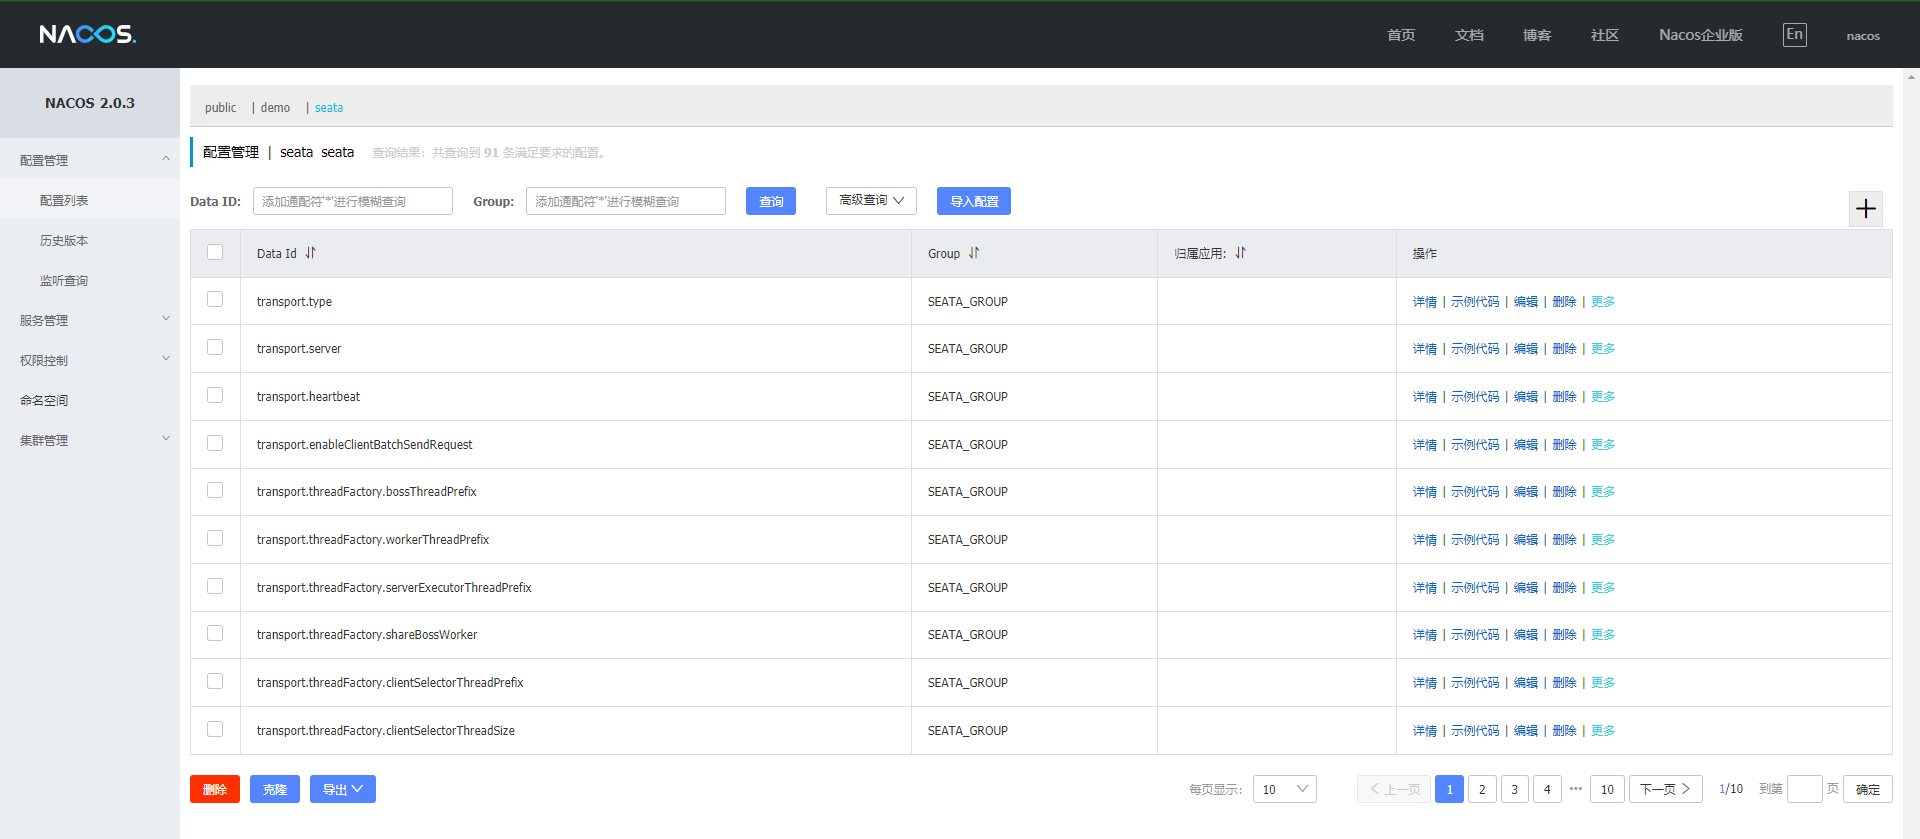 NACOS.
首页 文档 博客 社区 Nacos企业版 En nacos
NACOS 2.0.3
配置管理
配置列表
历史版本
监听查询
服务管理
权限控制
命名空间
集群管理
public | demo | seata
配置管理 | seata seata 查询结果：共查询到 91 条满足要求的配置。
Data ID: 添加通配符'*'进行模糊查询 Group: 添加通配符'*'进行模糊查询 查询 高级查询 导入配置
Data Id Group 归属应用: 操作
transport.type SEATA_GROUP 详情 | 示例代码 | 编辑 | 删除 | 更多
transport.server SEATA_GROUP 详情 | 示例代码 | 编辑 | 删除 | 更多
transport.heartbeat SEATA_GROUP 详情 | 示例代码 | 编辑 | 删除 | 更多
transport.enableClientBatchSendRequest SEATA_GROUP 详情 | 示例代码 | 编辑 | 删除 | 更多
transport.threadFactory.bossThreadPrefix SEATA_GROUP 详情 | 示例代码 | 编辑 | 删除 | 更多
transport.threadFactory.workerThreadPrefix SEATA_GROUP 详情 | 示例代码 | 编辑 | 删除 | 更多
transport.threadFactory.serverExecutorThreadPrefix SEATA_GROUP 详情 | 示例代码 | 编辑 | 删除 | 更多
transport.threadFactory.shareBossWorker SEATA_GROUP 详情 | 示例代码 | 编辑 | 删除 | 更多
transport.threadFactory.clientSelectorThreadPrefix SEATA_GROUP 详情 | 示例代码 | 编辑 | 删除 | 更多
transport.threadFactory.clientSelectorThreadSize SEATA_GROUP 详情 | 示例代码 | 编辑 | 删除 | 更多
删除 克隆 导出 每页显示: 10 上一页 1 2 3 4 ••• 10 下一页 1/10 到第 页 确定